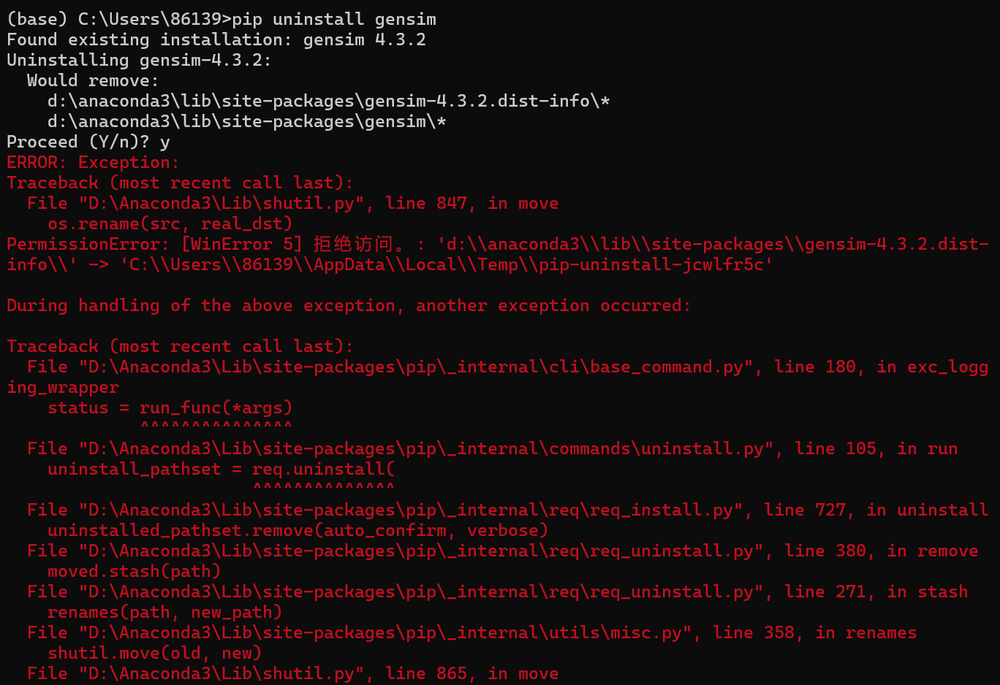 (base) C:\Users\86139>pip uninstall gensim
Found existing installation: gensim 4.3.2
Uninstalling gensim-4.3.2:
  Would remove:
    d:\anaconda3\lib\site-packages\gensim-4.3.2.dist-info\*
    d:\anaconda3\lib\site-packages\gensim\*
Proceed (Y/n)? y
ERROR: Exception:
Traceback (most recent call last):
  File "D:\Anaconda3\Lib\shutil.py", line 847, in move
    os.rename(src, real_dst)
PermissionError: [WinError 5] 拒绝访问。: 'd:\\anaconda3\\lib\\site-packages\\gensim-4.3.2.dist-
info\\' -> 'C:\\Users\\86139\\AppData\\Local\\Temp\\pip-uninstall-jcwlfr5c'

During handling of the above exception, another exception occurred:

Traceback (most recent call last):
  File "D:\Anaconda3\Lib\site-packages\pip\_internal\cli\base_command.py", line 180, in exc_logg
ing_wrapper
    status = run_func(*args)
             ^^^^^^^^^^^^^^^
  File "D:\Anaconda3\Lib\site-packages\pip\_internal\commands\uninstall.py", line 105, in run
    uninstall_pathset = req.uninstall(
                        ^^^^^^^^^^^^^^
  File "D:\Anaconda3\Lib\site-packages\pip\_internal\req\req_install.py", line 727, in uninstall
    uninstalled_pathset.remove(auto_confirm, verbose)
  File "D:\Anaconda3\Lib\site-packages\pip\_internal\req\req_uninstall.py", line 380, in remove
    moved.stash(path)
  File "D:\Anaconda3\Lib\site-packages\pip\_internal\req\req_uninstall.py", line 271, in stash
    renames(path, new_path)
  File "D:\Anaconda3\Lib\site-packages\pip\_internal\utils\misc.py", line 358, in renames
    shutil.move(old, new)
  File "D:\Anaconda3\Lib\shutil.py", line 865, in move